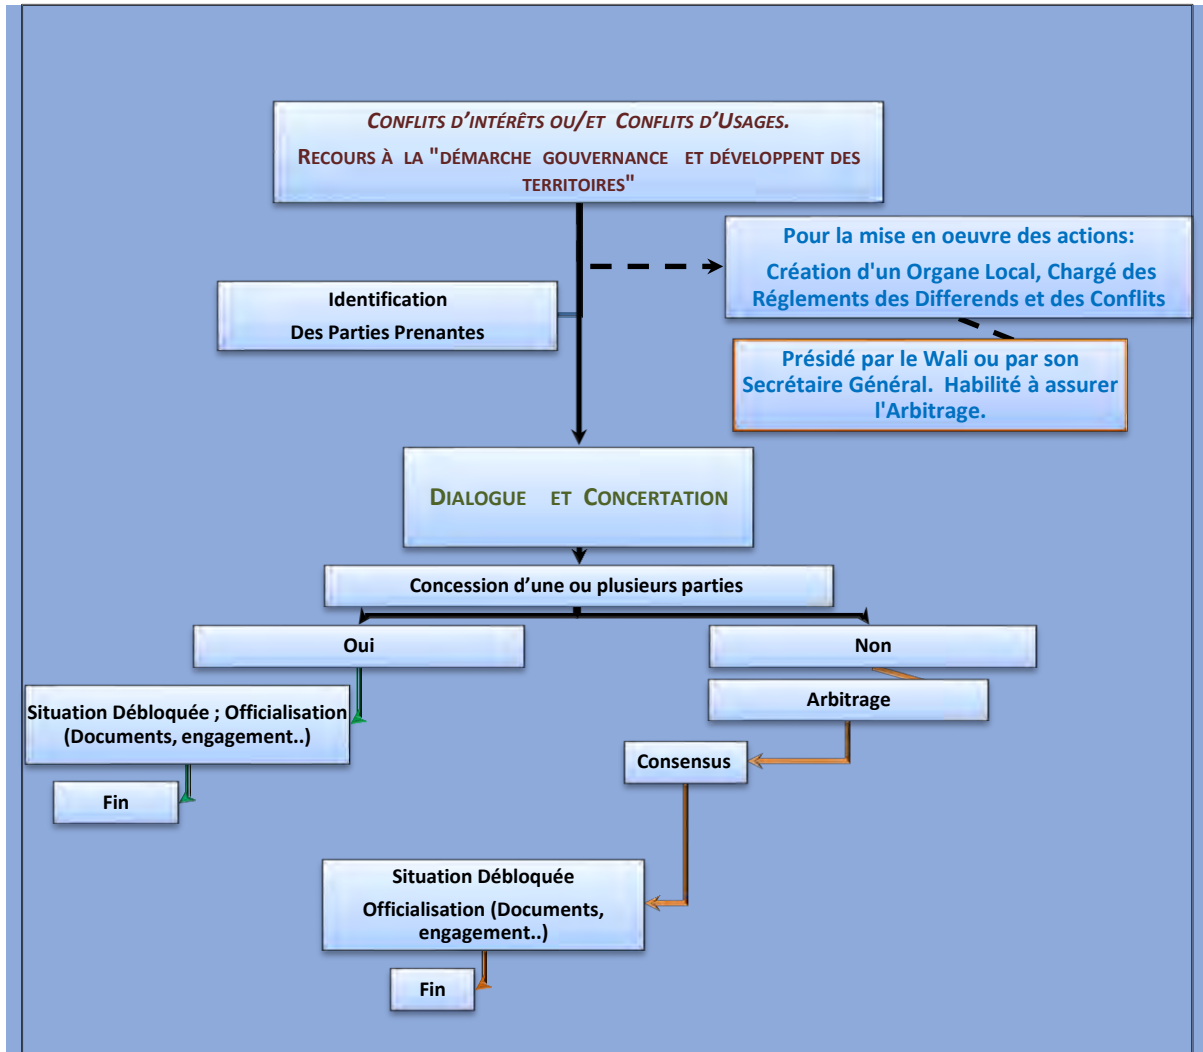 CONFLITS D'INTÉRÊTS OU/ET CONFLITS D'USAGES.
RECOURS À LA "DÉMARCHE GOUVERNANCE ET DÉVELOPPENT DES
TERRITOIRES"
Pour la mise en oeuvre des actions:
Création d'un Organe Local, Chargé des
Réglements des Differends et des Conflits
Identification
Des Parties Prenantes
Présidé par le Wali ou par son
Secrétaire Général. Habilité à assurer
l'Arbitrage.
DIALOGUE ET CONCERTATION
Concession d’une ou plusieurs parties
Oui
Non
Situation Débloquée ; Officialisation
(Documents, engagement..)
Arbitrage
Consensus
Fin
Situation Débloquée
Officialisation (Documents,
engagement..)
Fin